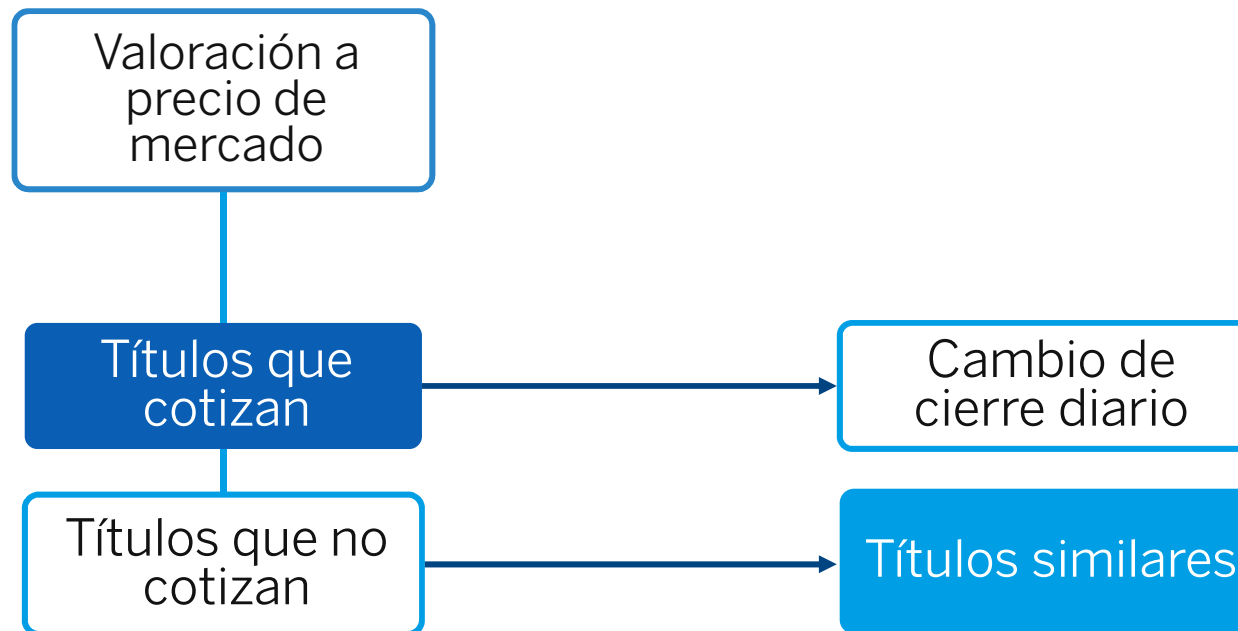 Valoración a
precio de
mercado
Títulos que
cotizan
Cambio de
cierre diario
Títulos que no
cotizan
Títulos similares